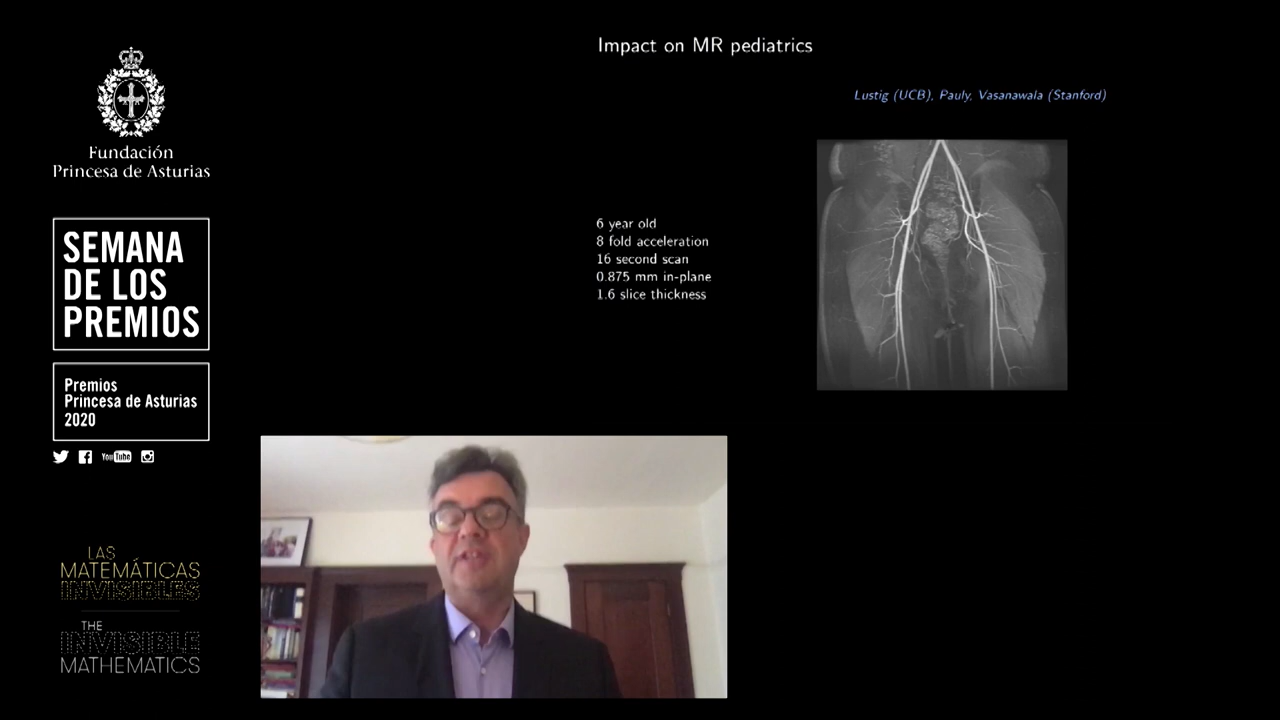 Fundación
Princesa de Asturias
SEMANA
DE LOS
PREMIOS
Premios
Princesa de Asturias
2020
You Tube
LAS
MATEMÁTICAS
INVISIBLES
THE
INVISIBLE
MATHEMATICS
Impact on MR pediatrics
Lustig (UCB), Pauly, Vasanawala (Stanford)
6 year old
8 fold acceleration
16 second scan
0.875 mm in-plane
1.6 slice thickness